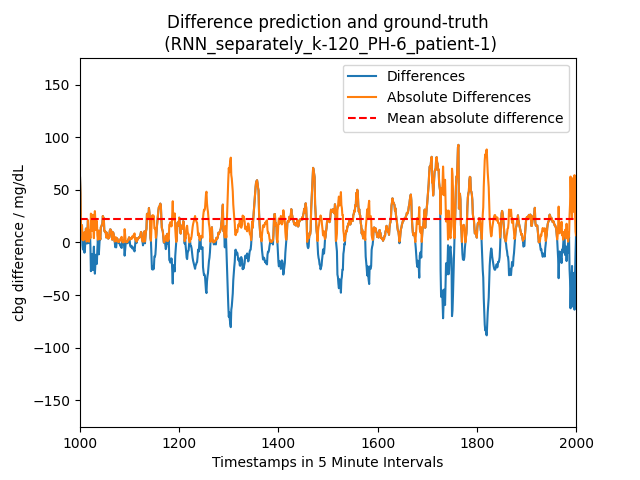 Difference prediction and ground-truth
(RNN_separately_k-120_PH-6_patient-1)
Differences
Absolute Differences
Mean absolute difference
cbg difference / mg/dL
150
100
50
0
−50
−100
−150
1000 1200 1400 1600 1800 2000
Timestamps in 5 Minute Intervals